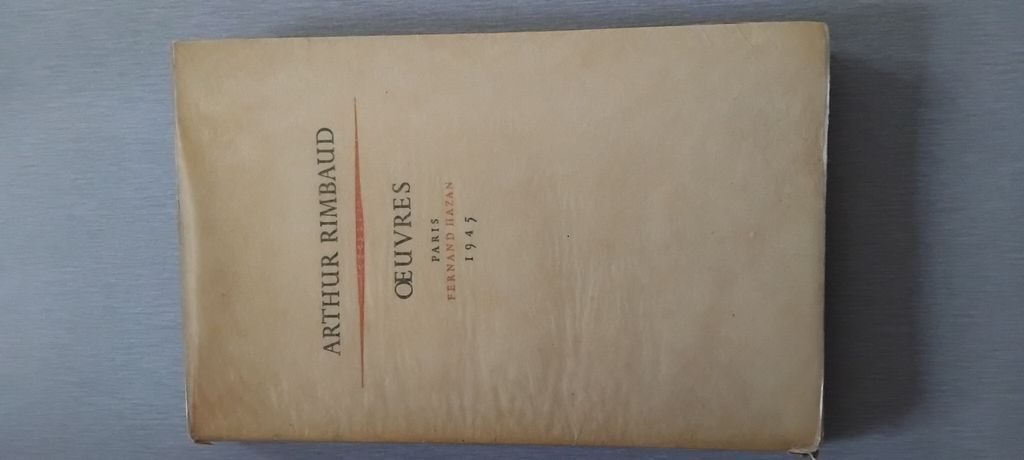 ARTHUR RIMBAUD
ŒUVRES
PARIS
FERNAND HAZAN
1945